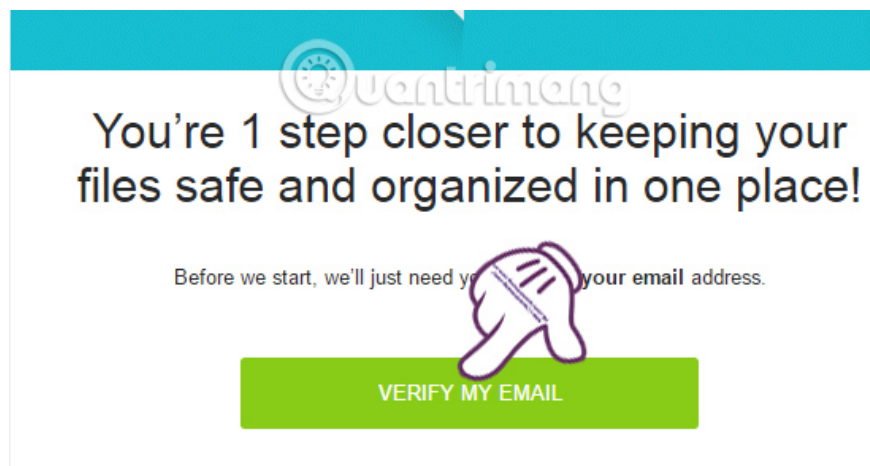 Quantrimang
You’re 1 step closer to keeping your
files safe and organized in one place!
Before we start, we’ll just need your email address.
VERIFY MY EMAIL